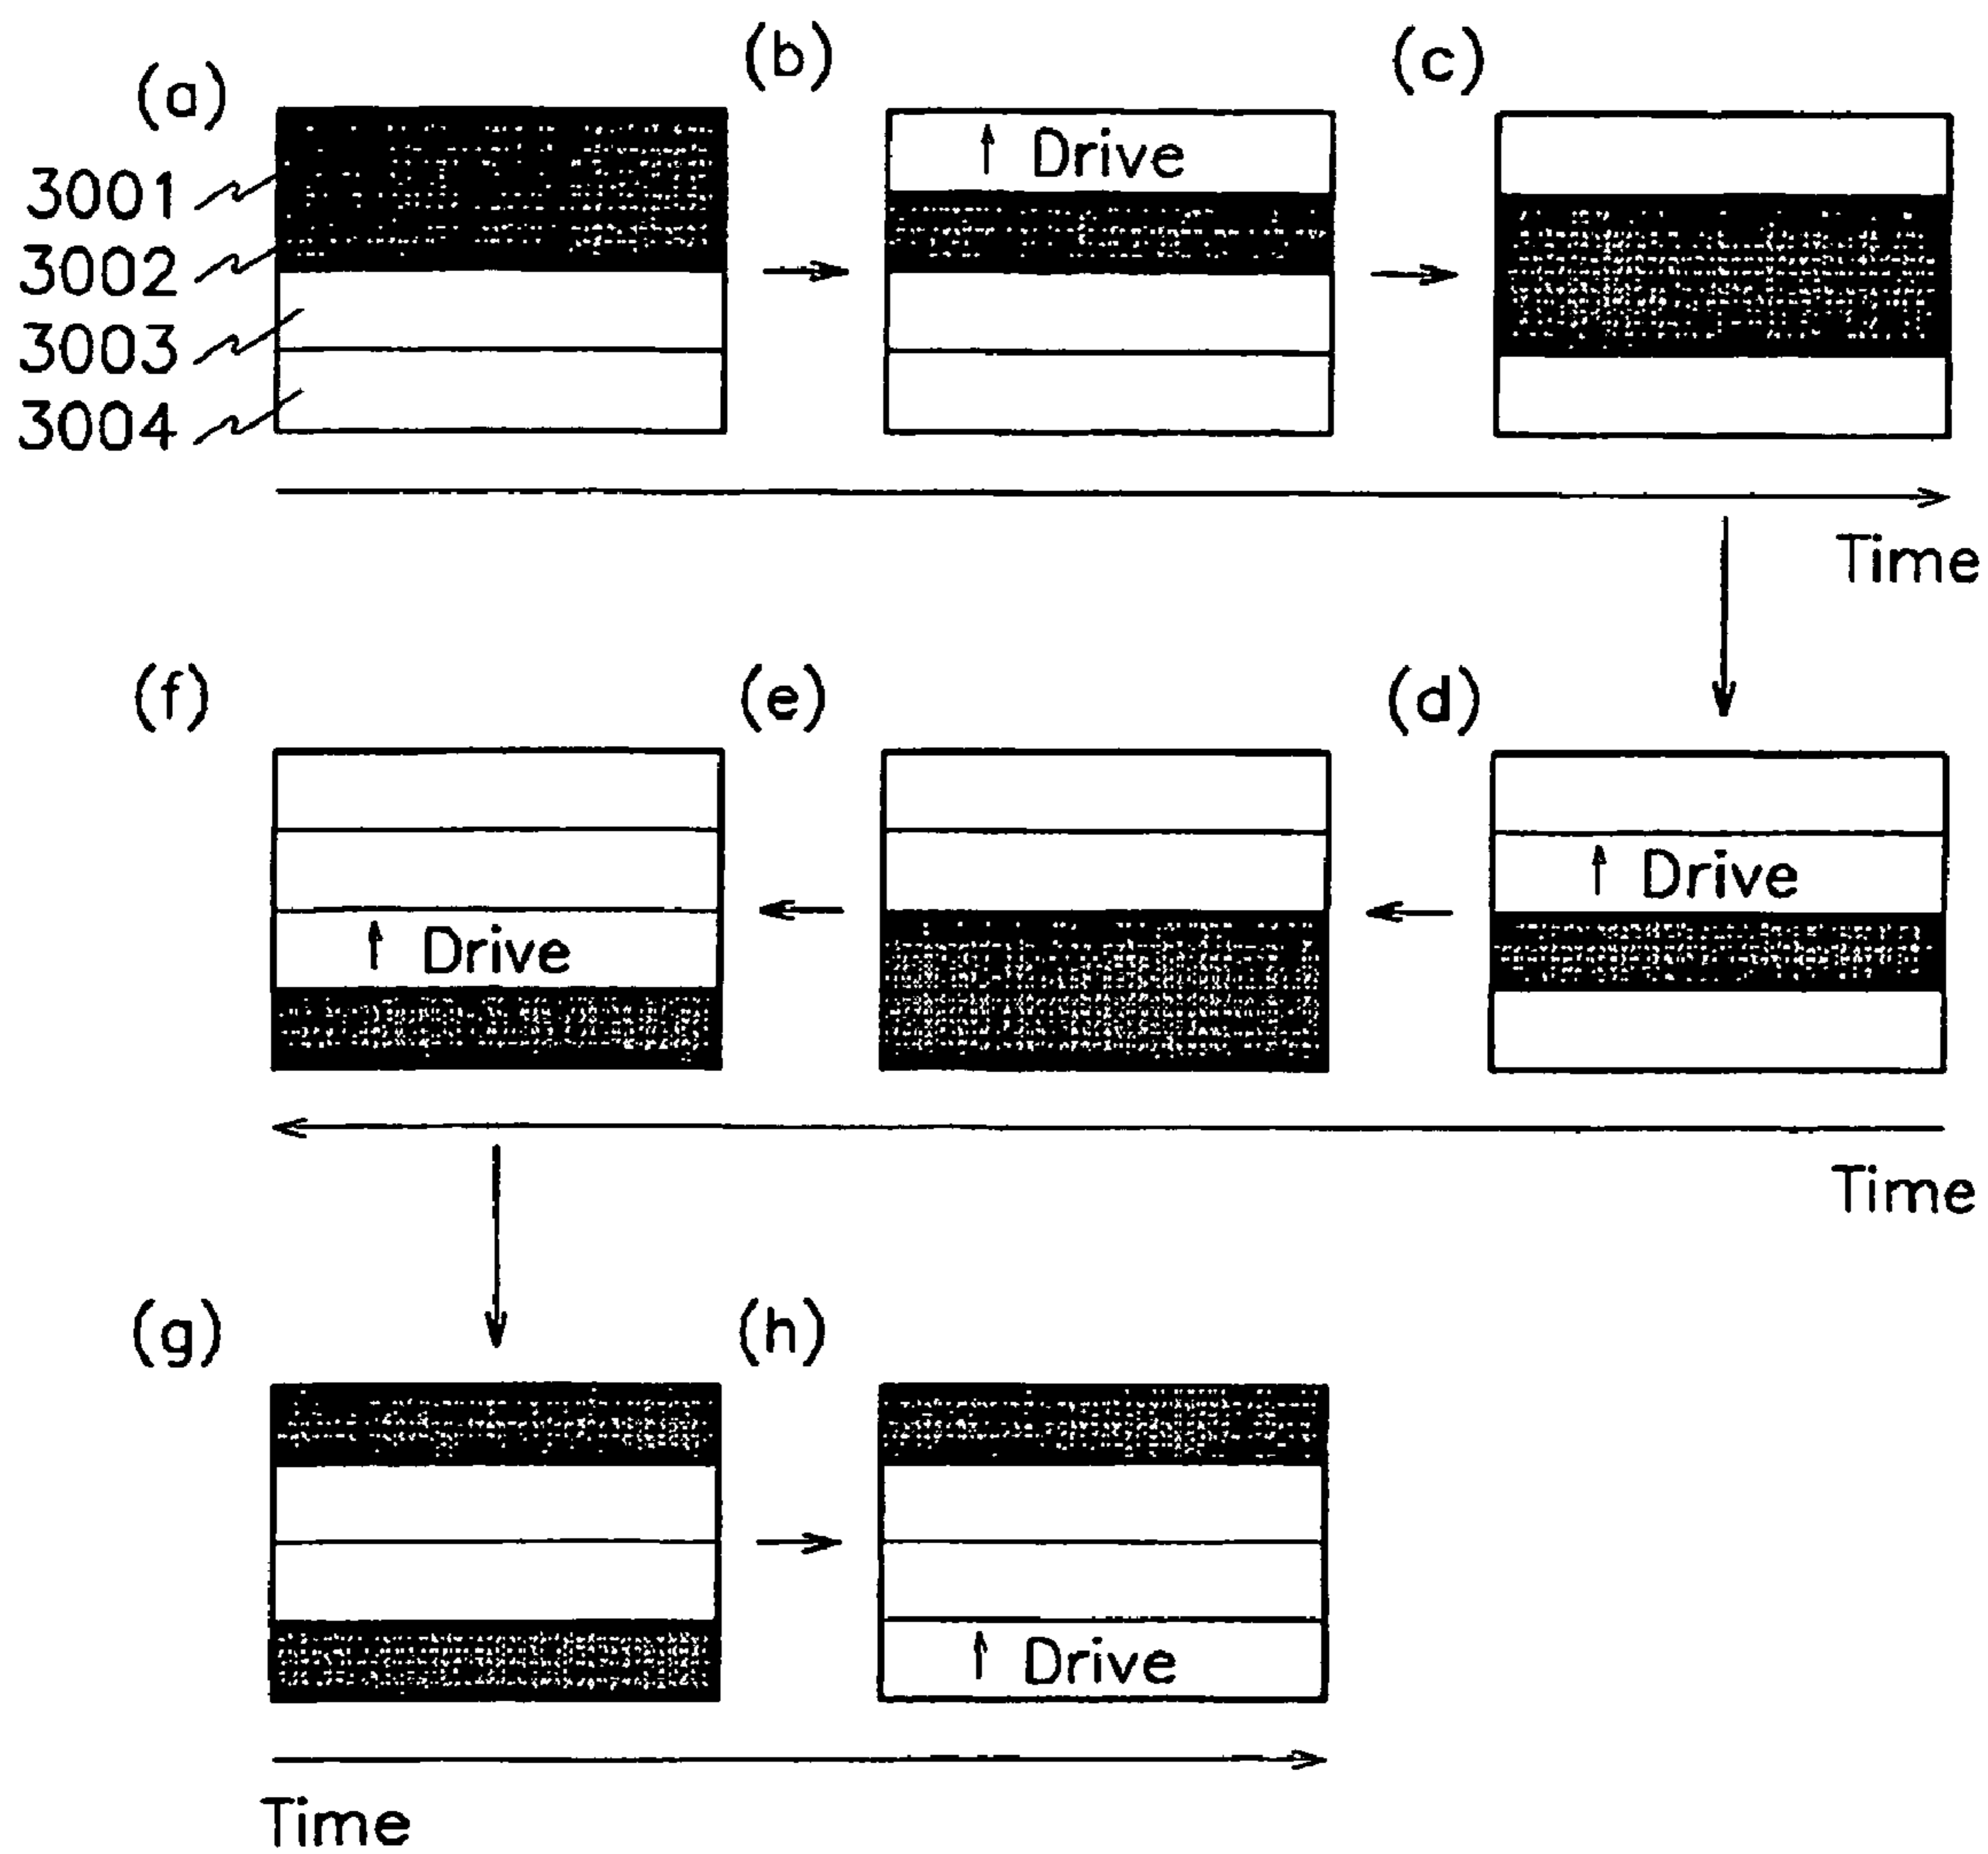 (a)
(b)
(c)
3001
3002
3003
3004
↑ Drive
Time
(f)
(e)
(d)
↑ Drive
↑ Drive
Time
(g)
(h)
↑ Drive
Time